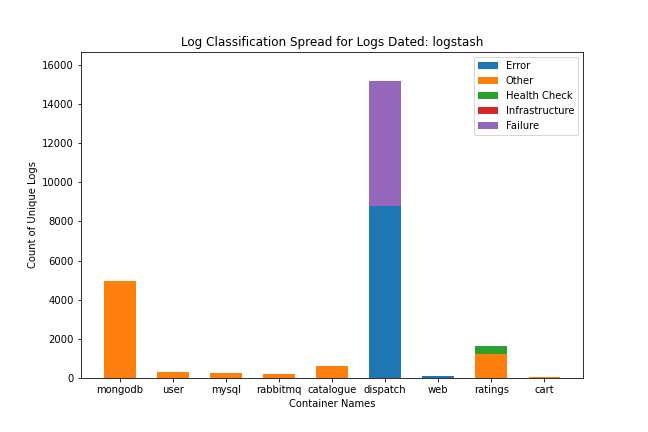 Log Classification Spread for Logs Dated: logstash
Error
Other
Health Check
Infrastructure
Failure
Count of Unique Logs
16000
14000
12000
10000
8000
6000
4000
2000
0
mongodb user mysql rabbitmq catalogue dispatch web ratings cart
Container Names